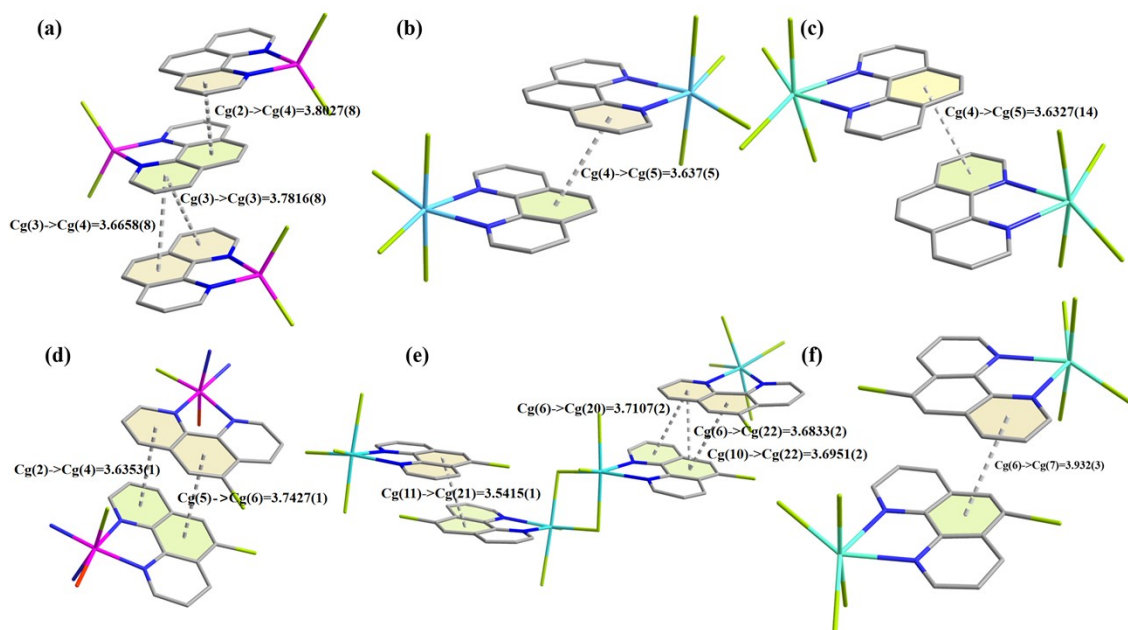 (a)
Cg(2)->Cg(4)=3.8027(8)
Cg(3)->Cg(3)=3.7816(8)
Cg(3)->Cg(4)=3.6658(8)
(b)
Cg(4)->Cg(5)=3.637(5)
(c)
Cg(4)->Cg(5)=3.6327(14)
(d)
Cg(2)->Cg(4)=3.6353(1)
Cg(5)->Cg(6)=3.7427(1)
(e)
Cg(6)->Cg(20)=3.7107(2)
Cg(6)->Cg(22)=3.6833(2)
Cg(10)->Cg(22)=3.6951(2)
Cg(11)->Cg(21)=3.5415(1)
(f)
Cg(6)->Cg(7)=3.932(3)